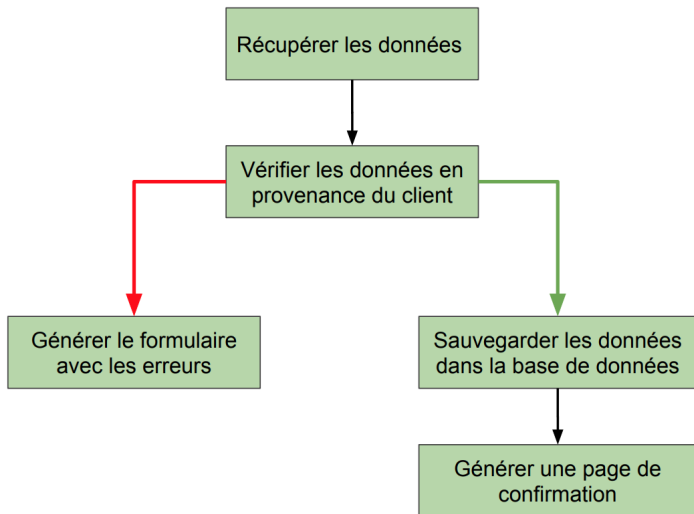 Récupérer les données
Vérifier les données en
provenance du client
Générer le formulaire
avec les erreurs
Sauvegarder les données
dans la base de données
Générer une page de
confirmation